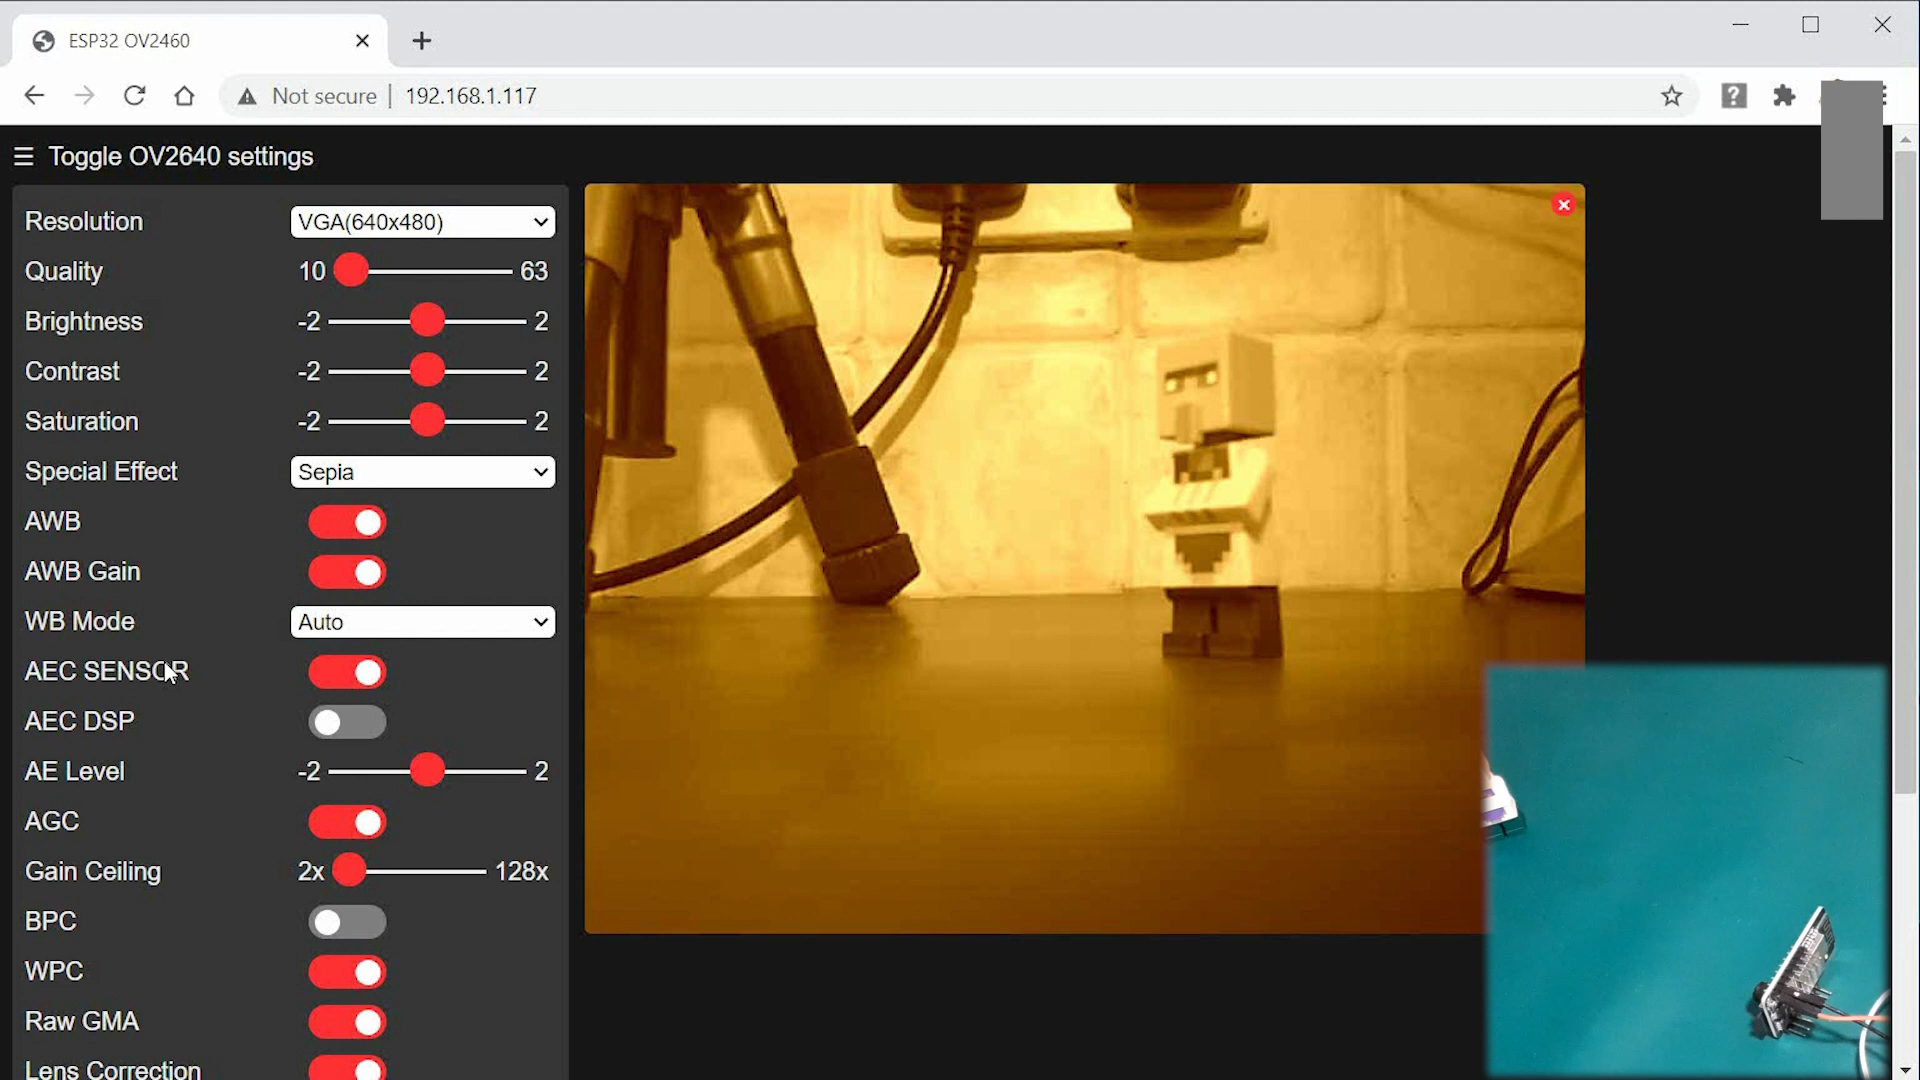 ESP32 OV2460
Not secure 192.168.1.117
☰ Toggle OV2640 settings
Resolution VGA(640x480)
Quality 10 63
Brightness -2 2
Contrast -2 2
Saturation -2 2
Special Effect Sepia
AWB
AWB Gain
WB Mode Auto
AEC SENSOR
AEC DSP
AE Level -2 2
AGC
Gain Ceiling 2x 128x
BPC
WPC
Raw GMA
Lens Correction